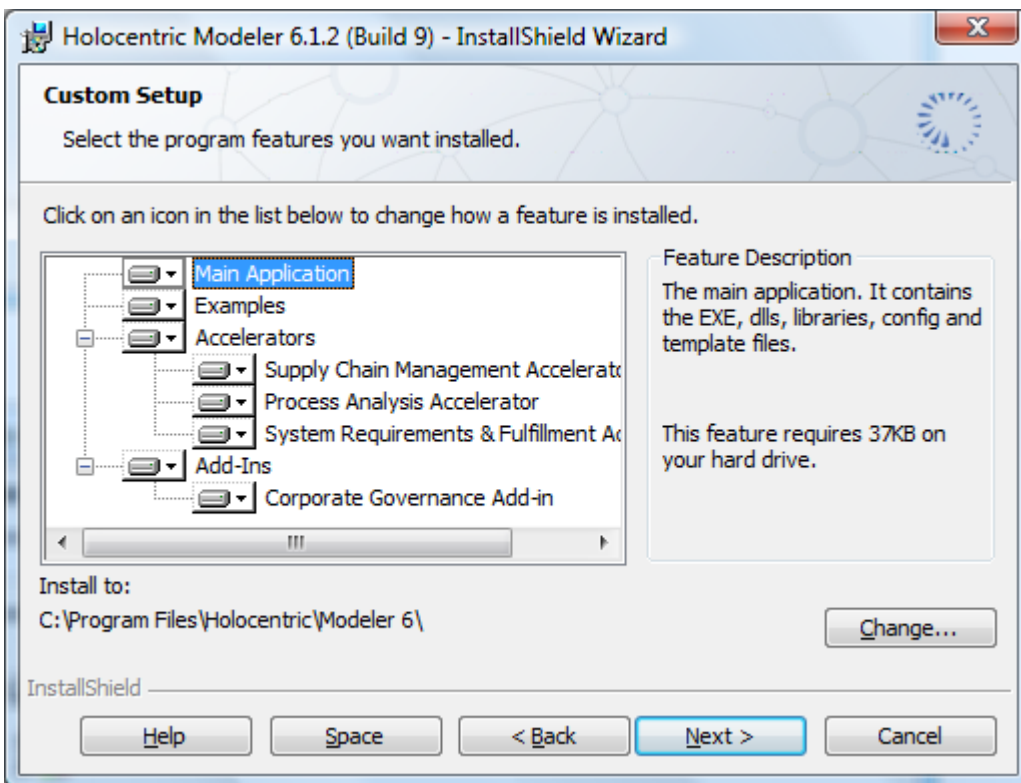 Holocentric Modeler 6.1.2 (Build 9) - InstallShield Wizard
Custom Setup
Select the program features you want installed.
Click on an icon in the list below to change how a feature is installed.
Main Application
Examples
Accelerators
Supply Chain Management Accelerato
Process Analysis Accelerator
System Requirements & Fulfillment Ac
Add-Ins
Corporate Governance Add-in
Feature Description
The main application. It contains
the EXE, dlls, libraries, config and
template files.
This feature requires 37KB on
your hard drive.
Install to:
C:\Program Files\Holocentric\Modeler 6\
Change...
InstallShield
Help
Space
< Back
Next >
Cancel